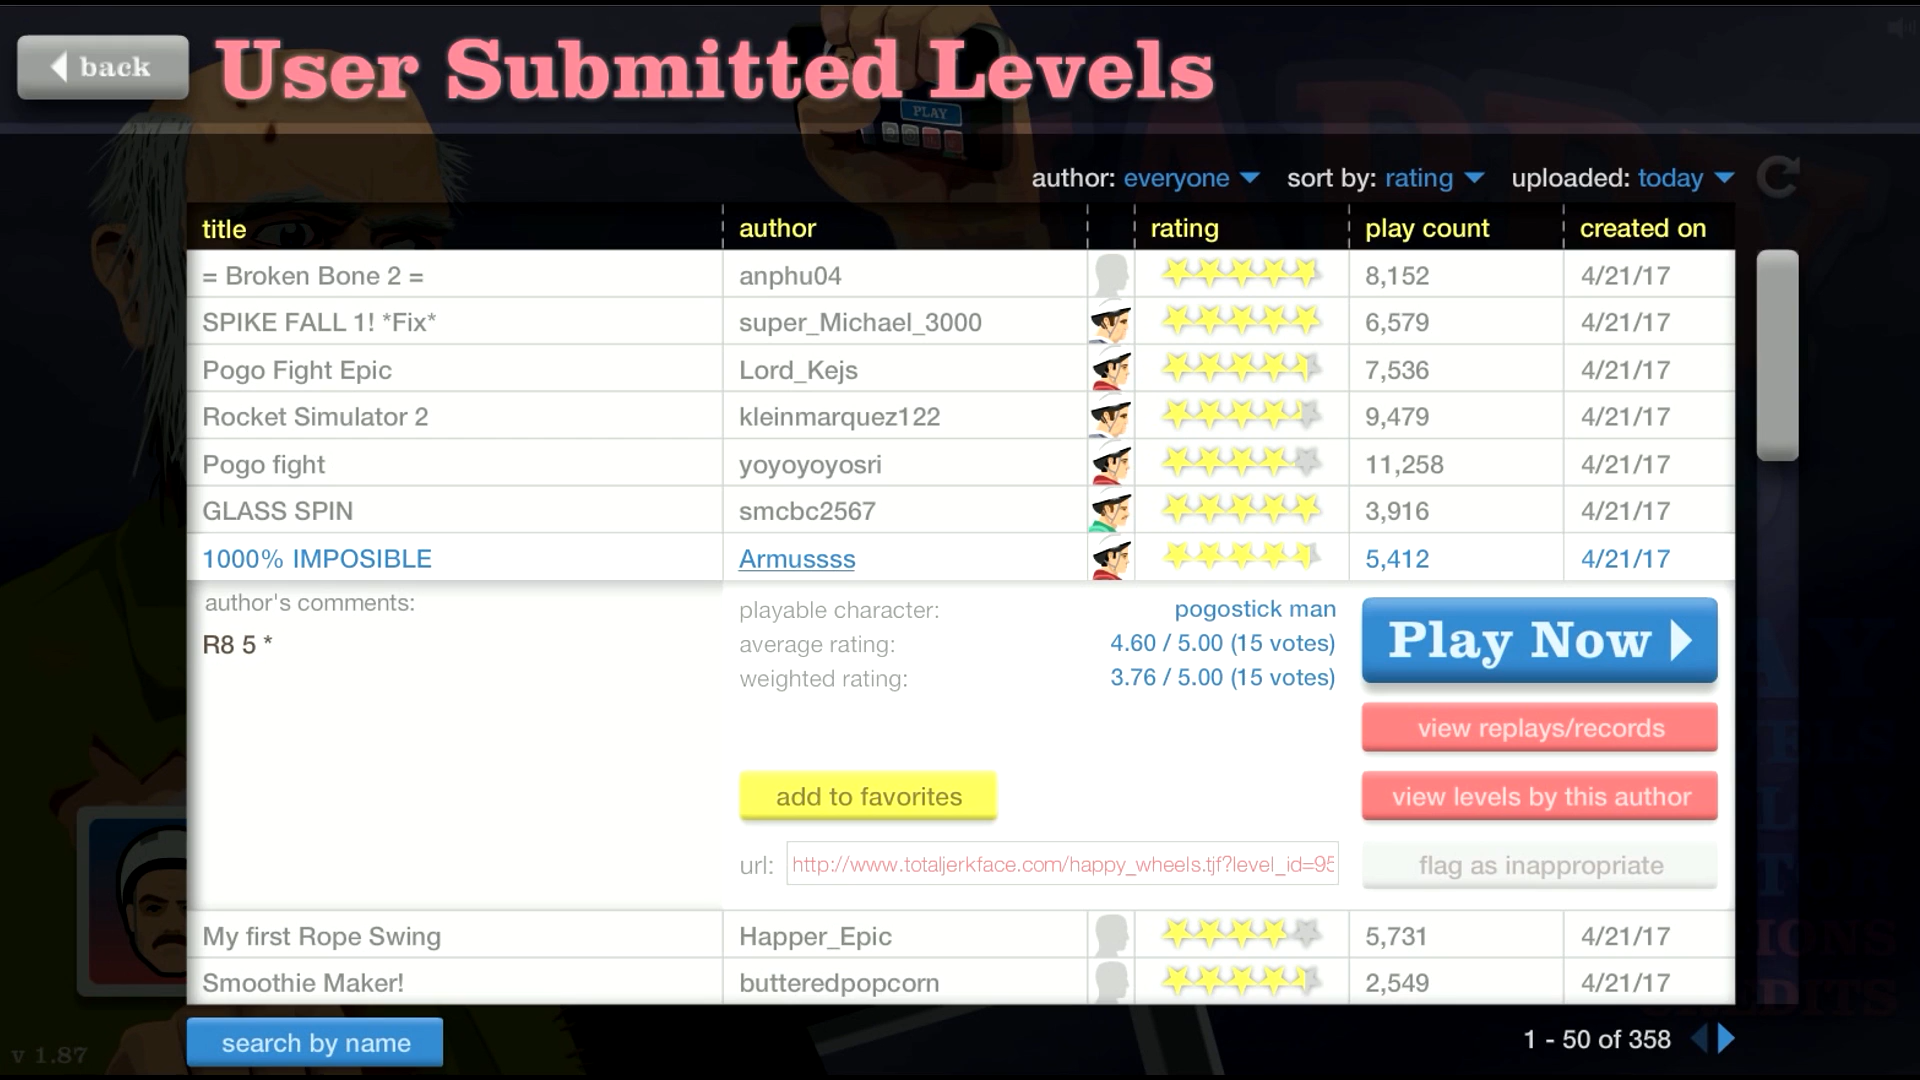 back
User Submitted Levels
PLAY
author: everyone sort by: rating uploaded: today
title author rating play count created on
= Broken Bone 2 = anphu04 8,152 4/21/17
SPIKE FALL 1! *Fix* super_Michael_3000 6,579 4/21/17
Pogo Fight Epic Lord_Kejs 7,536 4/21/17
Rocket Simulator 2 kleinmarquez122 9,479 4/21/17
Pogo fight yoyoyoyosri 11,258 4/21/17
GLASS SPIN smcbc2567 3,916 4/21/17
1000% IMPOSIBLE Armussss 5,412 4/21/17
author's comments:
R8 5 *
playable character: pogostick man
average rating: 4.60 / 5.00 (15 votes)
weighted rating: 3.76 / 5.00 (15 votes)
Play Now
view replays/records
add to favorites
view levels by this author
url: http://www.totaljerkface.com/happy_wheels.tjf?level_id=95
flag as inappropriate
My first Rope Swing Happer_Epic 5,731 4/21/17
Smoothie Maker! butteredpopcorn 2,549 4/21/17
search by name
1 - 50 of 358
v 1.87